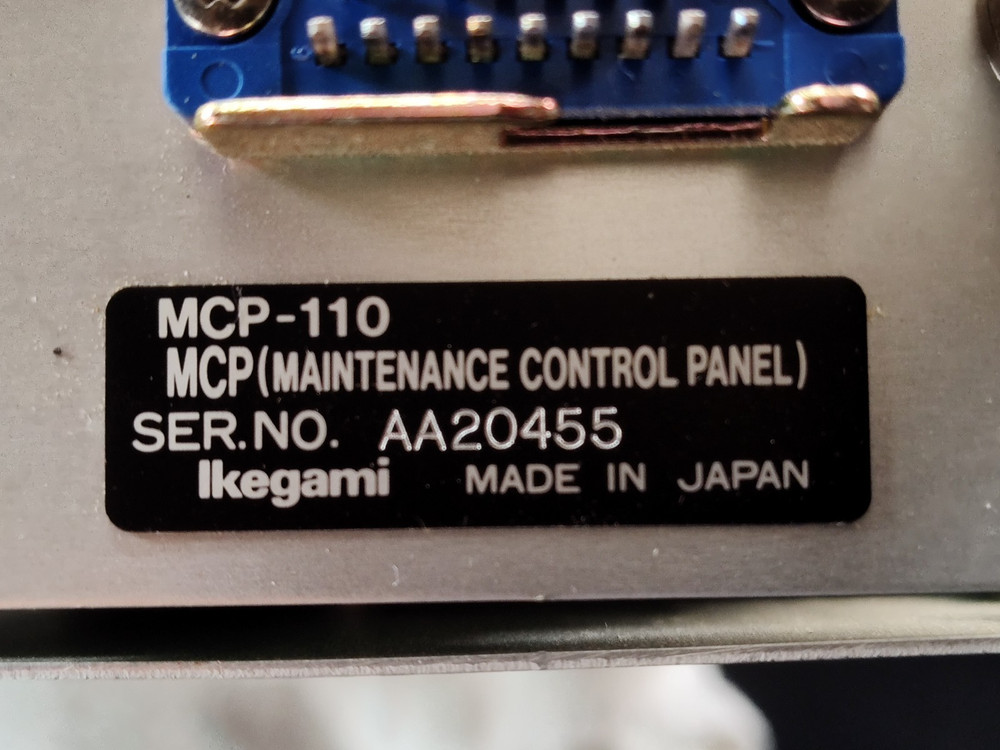 MCP-110
MCP(MAINTENANCE CONTROL PANEL)
SER.NO. AA20455
Ikegami MADE IN JAPAN